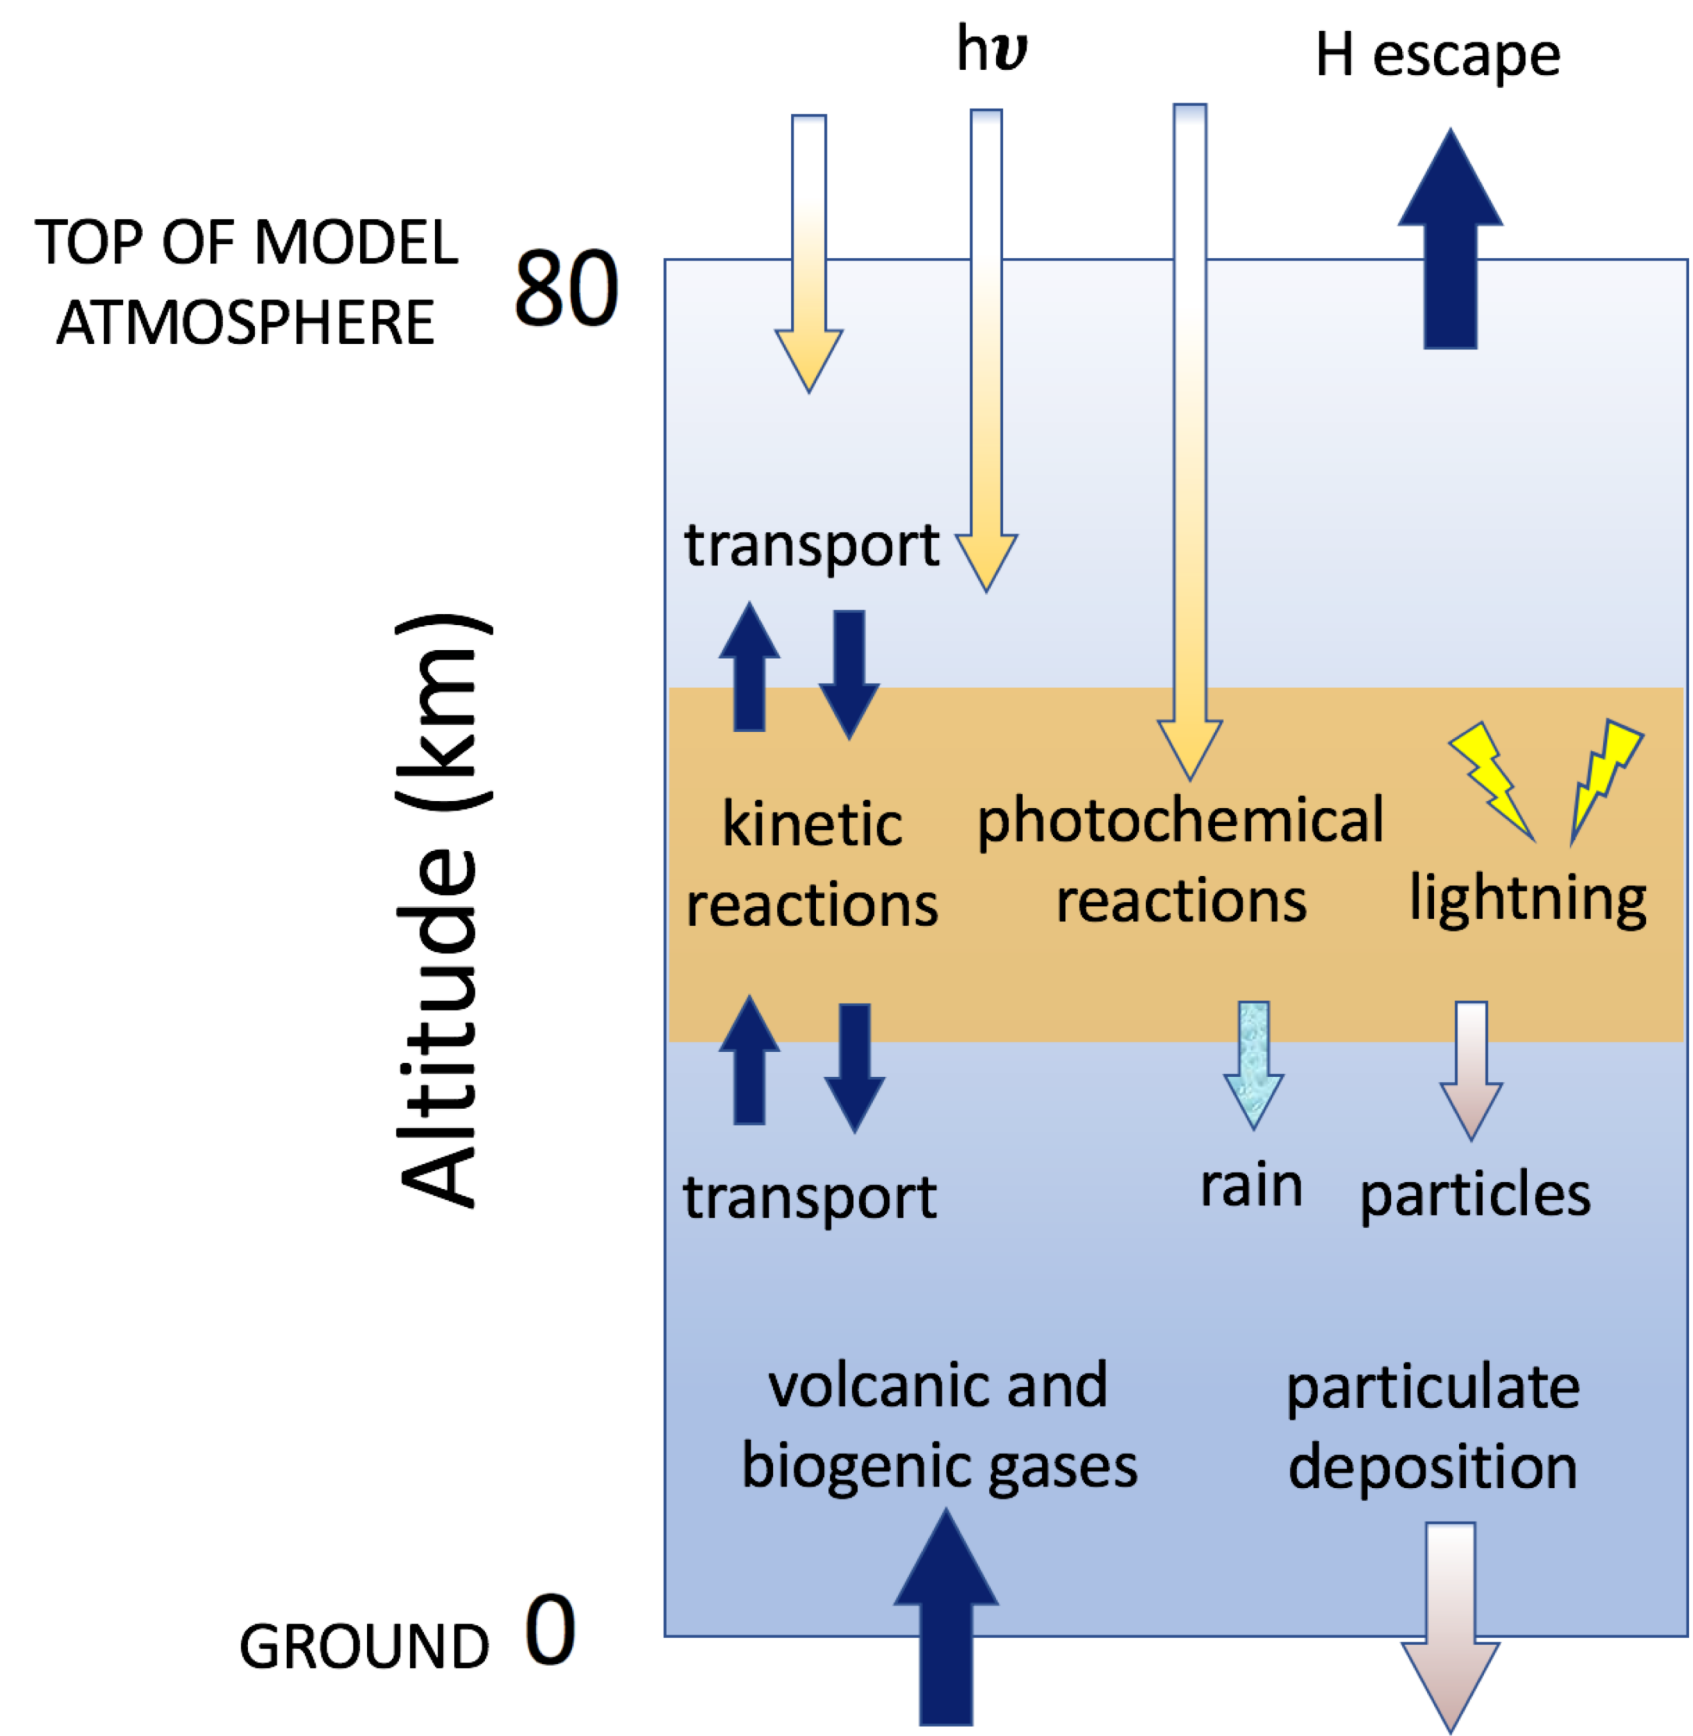 hυ
H escape
TOP OF MODEL
ATMOSPHERE
80
transport
Altitude (km)
kinetic
reactions
photochemical
reactions
lightning
transport
rain
particles
volcanic and
biogenic gases
particulate
deposition
GROUND
0